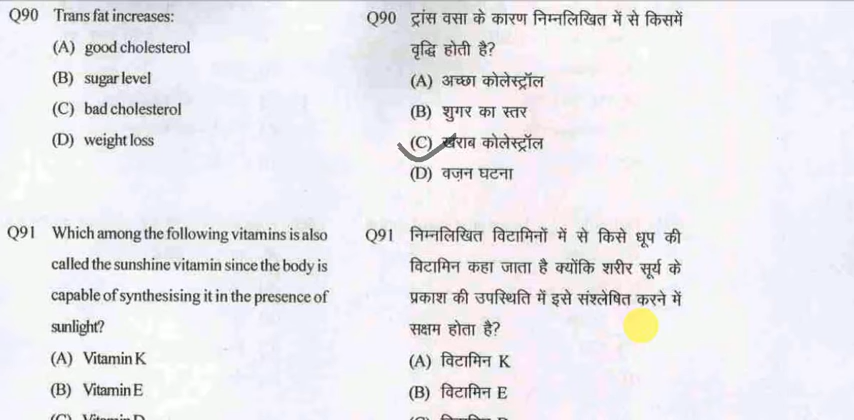 Q90 Trans fat increases:
(A) good cholesterol
(B) sugar level
(C) bad cholesterol
(D) weight loss
Q91 Which among the following vitamins is also
called the sunshine vitamin since the body is
capable of synthesising it in the presence of
sunlight?
(A) Vitamin K
(B) Vitamin E
(C) Vitamin D
Q90 ट्रांस वसा के कारण निम्नलिखित में से किसमें
वृद्धि होती है?
(A) अच्छा कोलेस्ट्रॉल
(B) शुगर का स्तर
(C) खराब कोलेस्ट्रॉल
(D) वज़न घटना
Q91 निम्नलिखित विटामिनों में से किसे धूप की
विटामिन कहा जाता है क्योंकि शरीर सूर्य के
प्रकाश की उपस्थिति में इसे संश्लेषित करने में
सक्षम होता है?
(A) विटामिन K
(B) विटामिन E